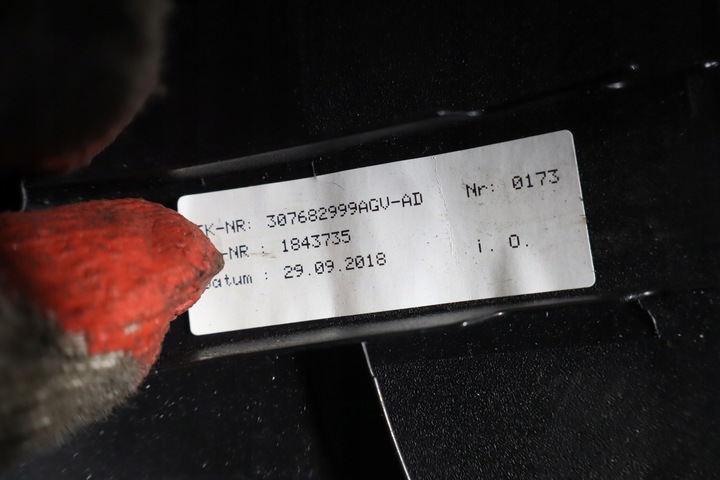 K-NR: 307682999AGV-AD
-NR : 1843735
atum : 29.09.2018
Nr: 0173
i. O.